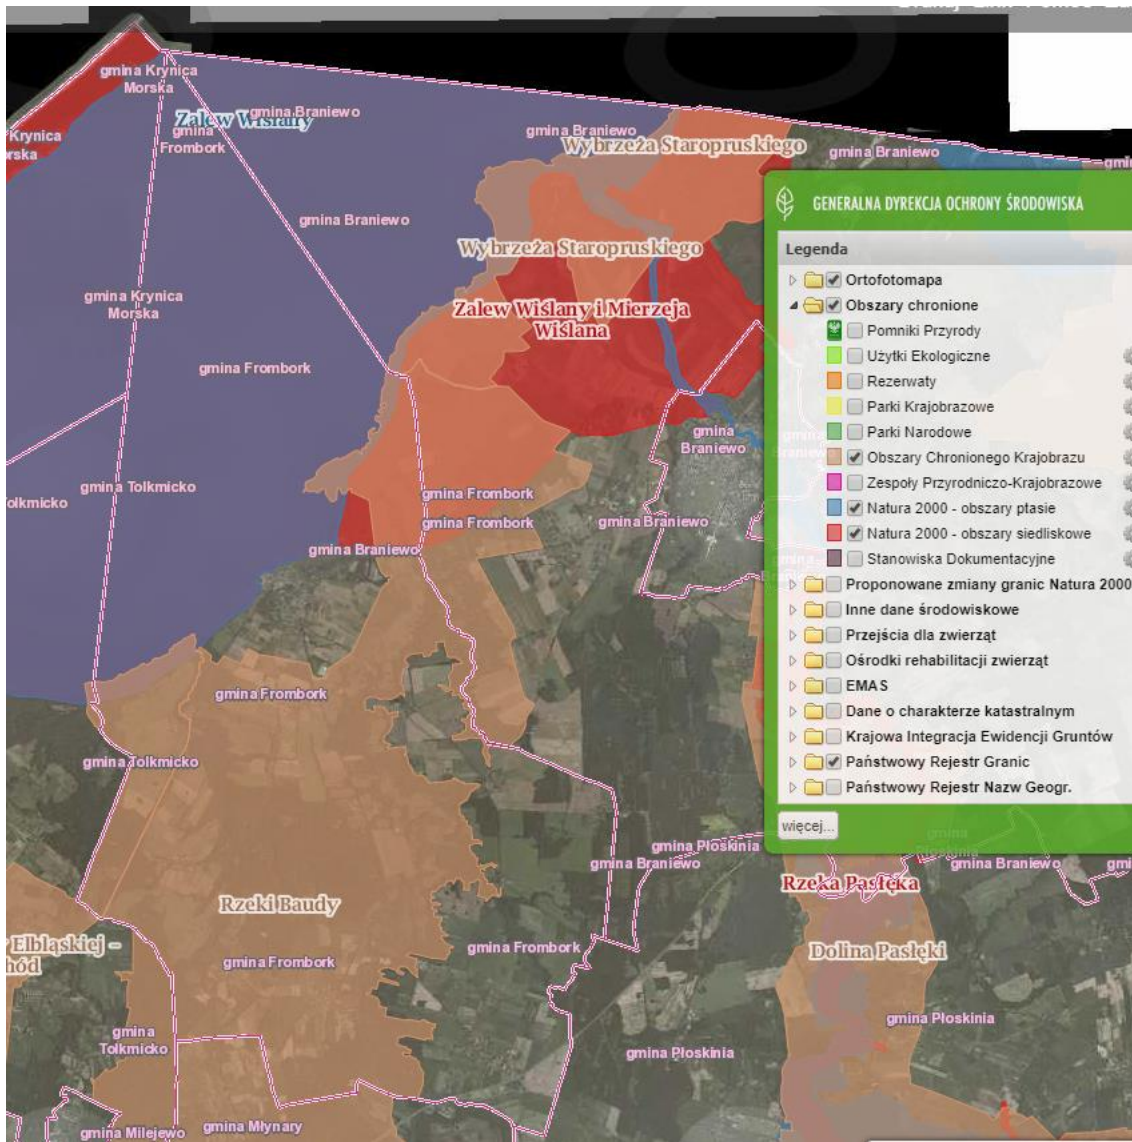 gmina Krynica
Morska
Zalew Wiślany
gmina Braniewo
gmina
Frombork
Krynica
gmina Braniewo
Wybrzeża Staropruskiego
gmina Braniewo
gmina Braniewo
Wybrzeża Staropruskiego
gmina Krynica
Morska
Zalew Wiślany i Mierzeja
Wiślana
gmina Frombork
gmina
Braniewo
gmina Tolkmicko
gmina Frombork
gmina Frombork
gmina Braniewo
gmina Braniewo
gmina Frombork
gmina Tolkmicko
gmina Płoskinia
gmina Braniewo
gmina Braniewo
Rzeka Pasłęka
Rzeki Baudy
Elbląskiej –
gmina Frombork
Dolina Pasłęki
gmina Frombork
gmina Płoskinia
gmina
Tolkmicko
gmina Płoskinia
gmina Milejewo
gmina Młynary
GENERALNA DYREKCJA OCHRONY ŚRODOWISKA
Legenda
Ortofotomapa
Obszary chronione
Pomniki Przyrody
Użytki Ekologiczne
Rezerwaty
Parki Krajobrazowe
Parki Narodowe
Obszary Chronionego Krajobrazu
Zespoły Przyrodniczo-Krajobrazowe
Natura 2000 - obszary ptasie
Natura 2000 - obszary siedliskowe
Stanowiska Dokumentacyjne
Proponowane zmiany granic Natura 2000
Inne dane środowiskowe
Przejścia dla zwierząt
Ośrodki rehabilitacji zwierząt
EMAS
Dane o charakterze katastralnym
Krajowa Integracja Ewidencji Gruntów
Państwowy Rejestr Granic
Państwowy Rejestr Nazw Geogr.
więcej...